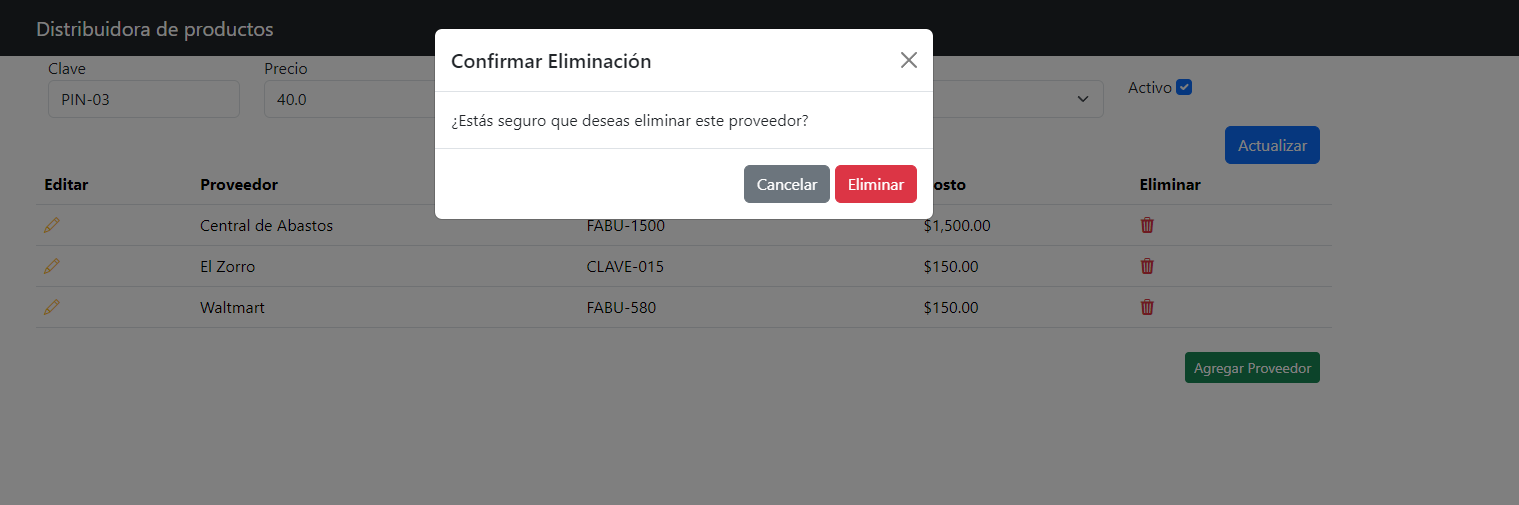 Distribuidora de productos
Confirmar Eliminación
Clave Precio
PIN-03 40.0
Activo
¿Estás seguro que deseas eliminar este proveedor?
Actualizar
Cancelar Eliminar
Editar Proveedor osto Eliminar
Central de Abastos FABU-1500 $1,500.00
El Zorro CLAVE-015 $150.00
Waltmart FABU-580 $150.00
Agregar Proveedor